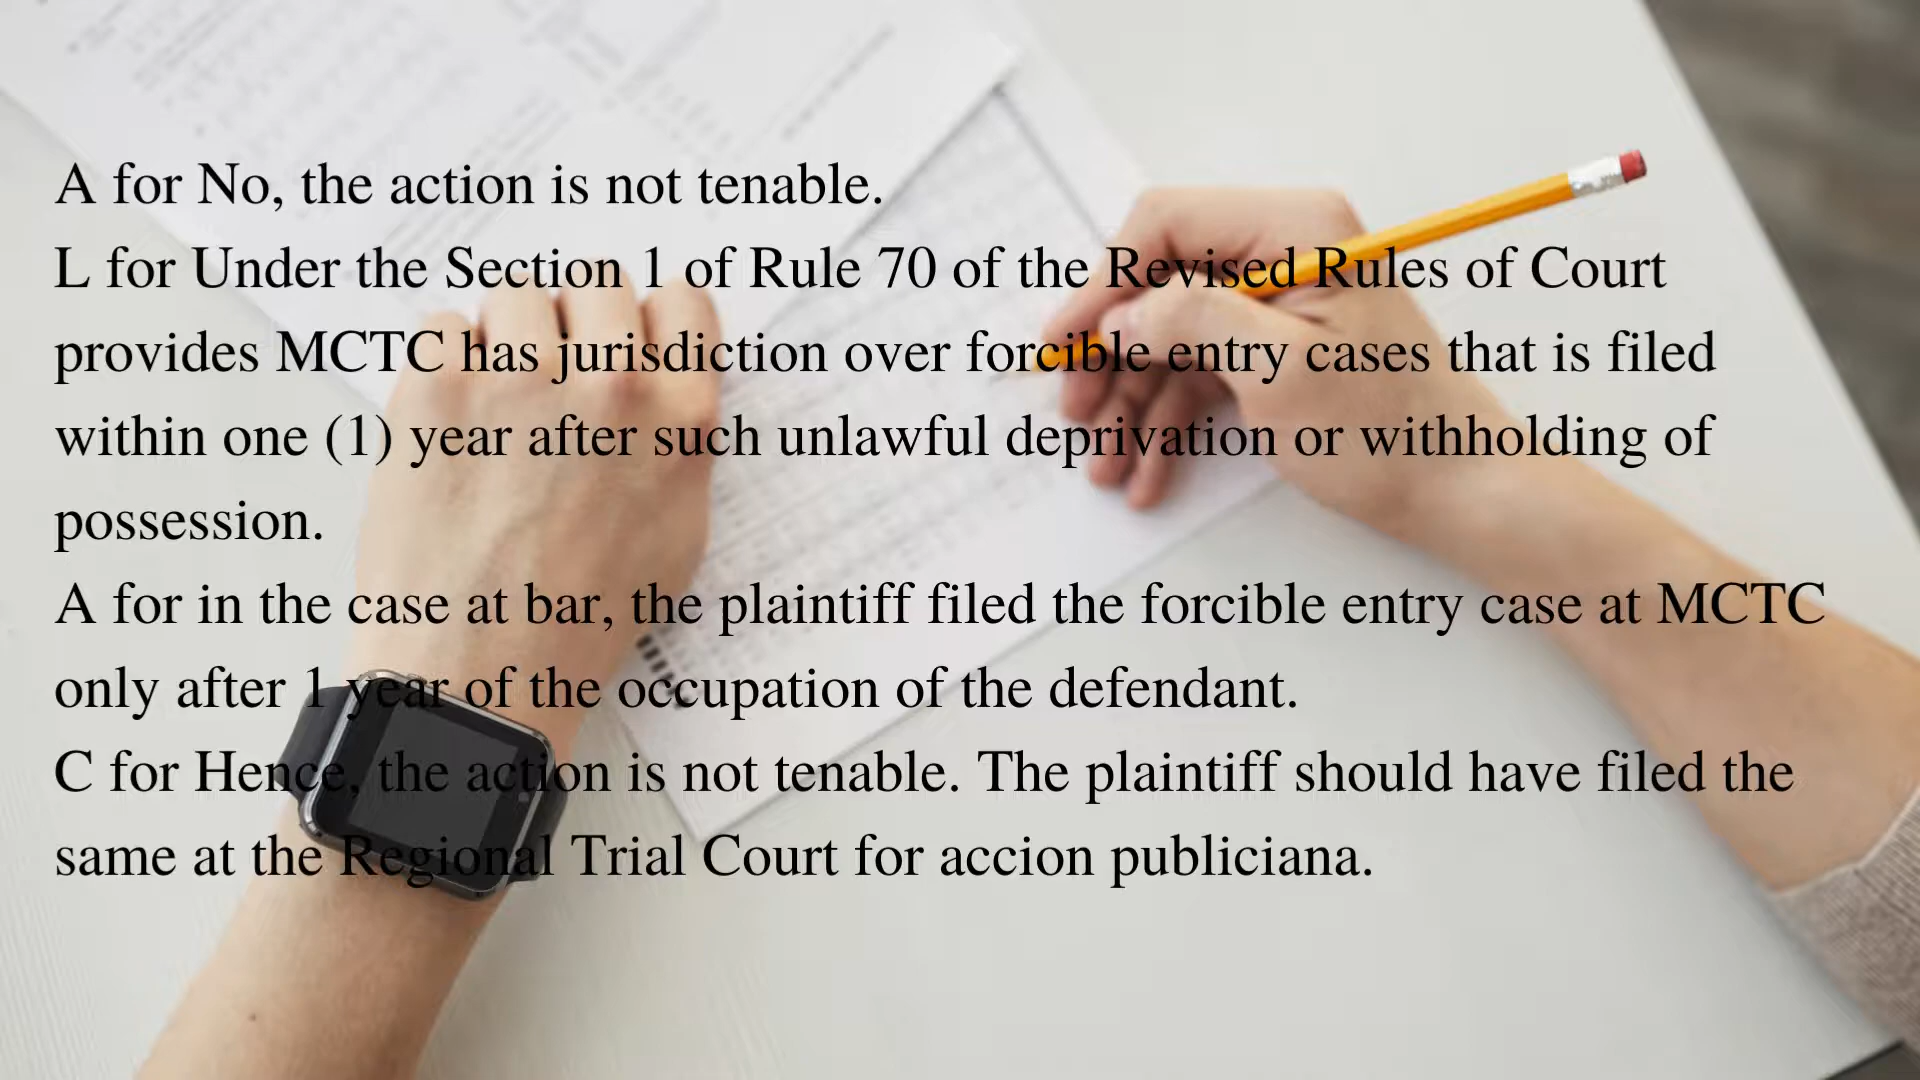 A for No, the action is not tenable.
L for Under the Section 1 of Rule 70 of the Revised Rules of Court
provides MCTC has jurisdiction over forcible entry cases that is filed
within one (1) year after such unlawful deprivation or withholding of
possession.
A for in the case at bar, the plaintiff filed the forcible entry case at MCTC
only after 1 year of the occupation of the defendant.
C for Hence, the action is not tenable. The plaintiff should have filed the
same at the Regional Trial Court for accion publiciana.